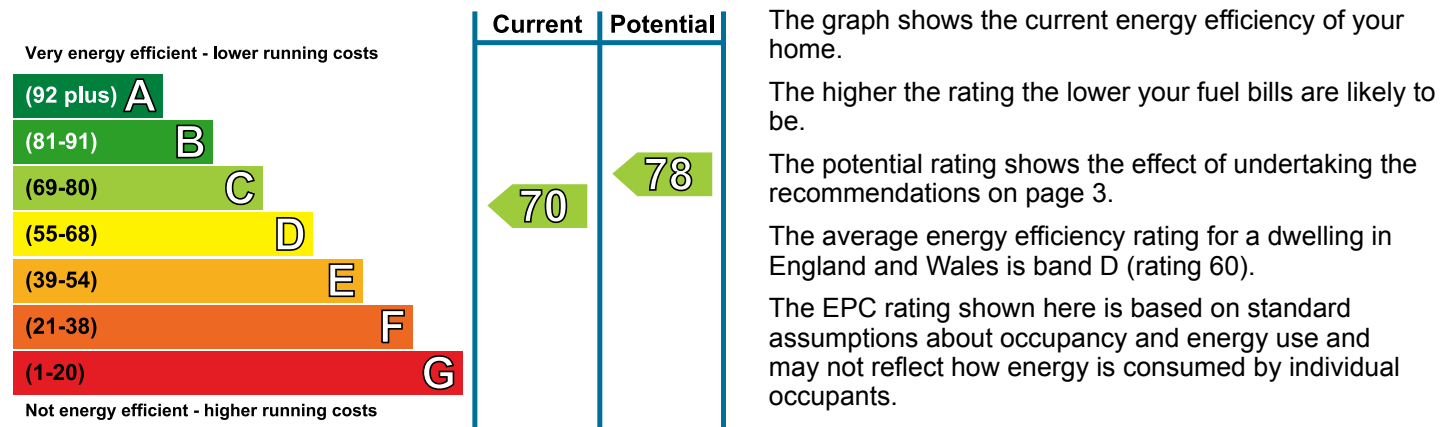 Current Potential
Very energy efficient - lower running costs
(92 plus) A
(81-91) B
(69-80) C
(55-68) D
(39-54) E
(21-38) F
(1-20) G
Not energy efficient - higher running costs
70
78
The graph shows the current energy efficiency of your
home.
The higher the rating the lower your fuel bills are likely to
be.
The potential rating shows the effect of undertaking the
recommendations on page 3.
The average energy efficiency rating for a dwelling in
England and Wales is band D (rating 60).
The EPC rating shown here is based on standard
assumptions about occupancy and energy use and
may not reflect how energy is consumed by individual
occupants.